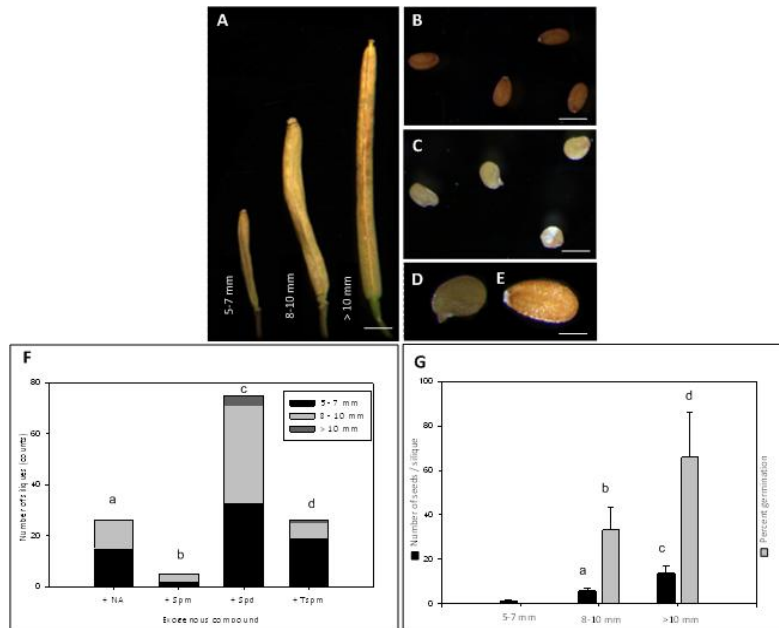 A
B
5-7 mm
8-10 mm
> 10 mm
C
D
E
F
Number of siliques (counts)
80
60
40
20
0
a
b
c
d
5 - 7 mm
8 - 10 mm
> 10 mm
+ NA
+ Spm
+ Spd
+ Tspm
Exogenous compound
G
Number of seeds / silique
100
80
60
40
20
0
a
b
c
d
5-7 mm
8-10 mm
>10 mm
Percent germination